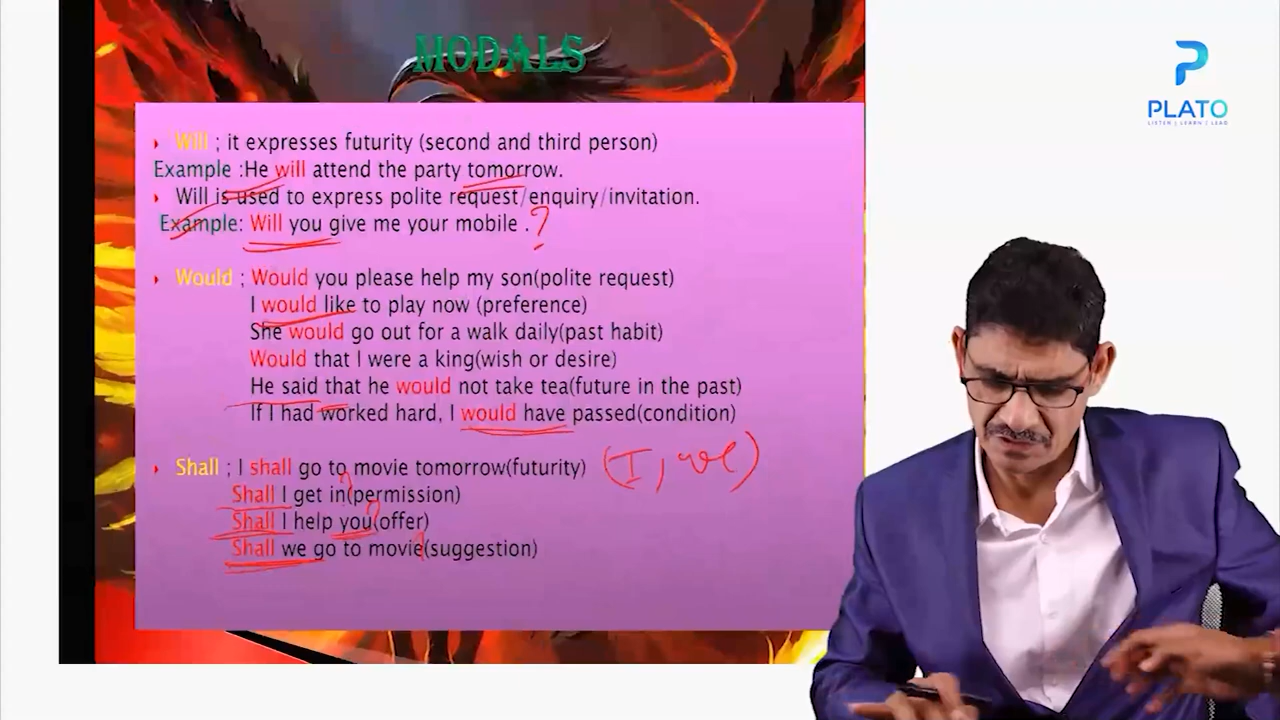 MODALS
PLATO
LISTEN | LEARN | LEAD
Will ; it expresses futurity (second and third person)
Example :He will attend the party tomorrow.
Will is used to express polite request/enquiry/invitation.
Example: Will you give me your mobile . ?
Would ; Would you please help my son(polite request)
I would like to play now (preference)
She would go out for a walk daily(past habit)
Would that I were a king(wish or desire)
He said that he would not take tea(future in the past)
If I had worked hard, I would have passed(condition)
Shall ; I shall go to movie tomorrow(futurity) (I, we)
Shall I get in?(permission)
Shall I help you?(offer)
Shall we go to movie?(suggestion)